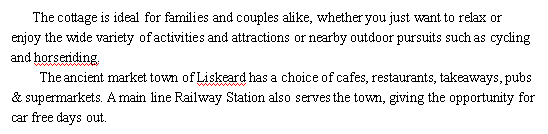 The cottage is ideal for families and couples alike, whether you just want to relax or
enjoy the wide variety of activities and attractions or nearby outdoor pursuits such as cycling
and horseriding.
The ancient market town of Liskeard has a choice of cafes, restaurants, takeaways, pubs
& supermarkets. A main line Railway Station also serves the town, giving the opportunity for
car free days out.